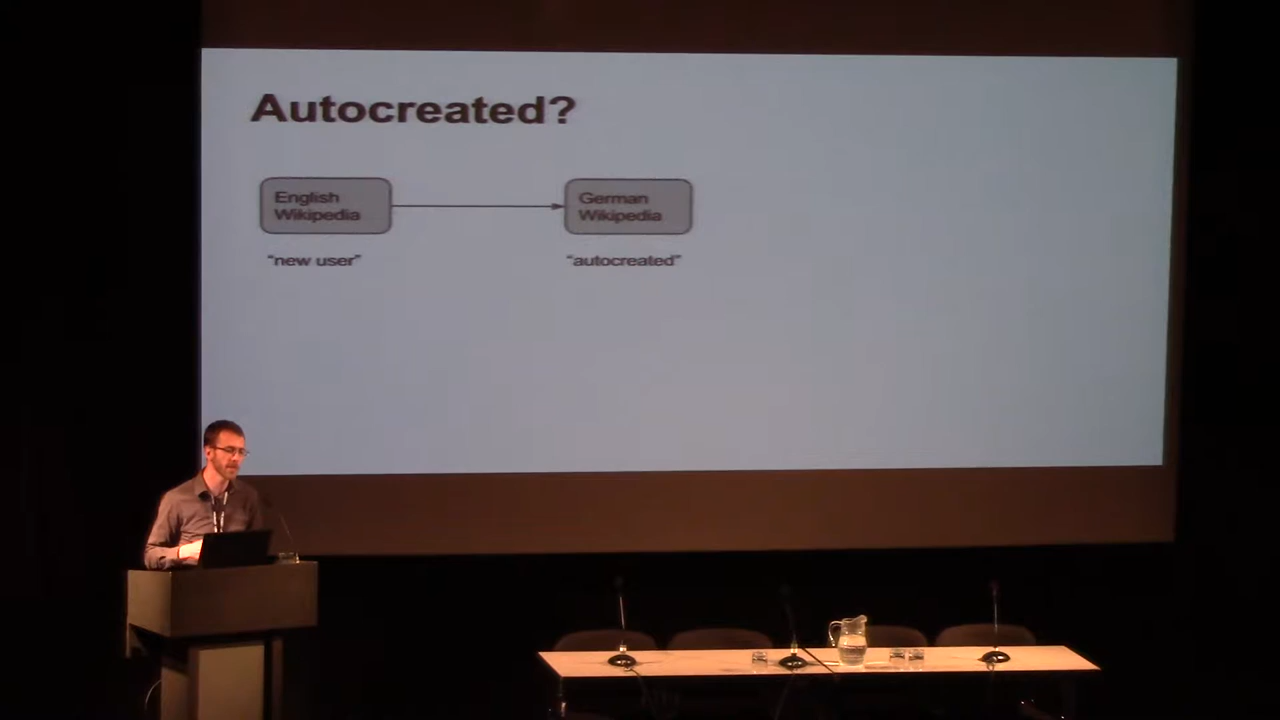 Autocreated?
English
Wikipedia
German
Wikipedia
"new user"
"autocreated"